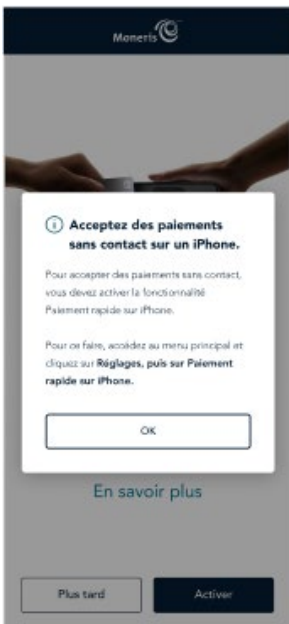 Moneris
Acceptez des paiements
sans contact sur un iPhone.
Pour accepter des paiements sans contact,
vous devez activer la fonctionnalité
Paiement rapide sur iPhone.
Pour ce faire, accédez au menu principal et
cliquez sur Réglages, puis sur Paiement
rapide sur iPhone.
OK
En savoir plus
Plus tard
Activer